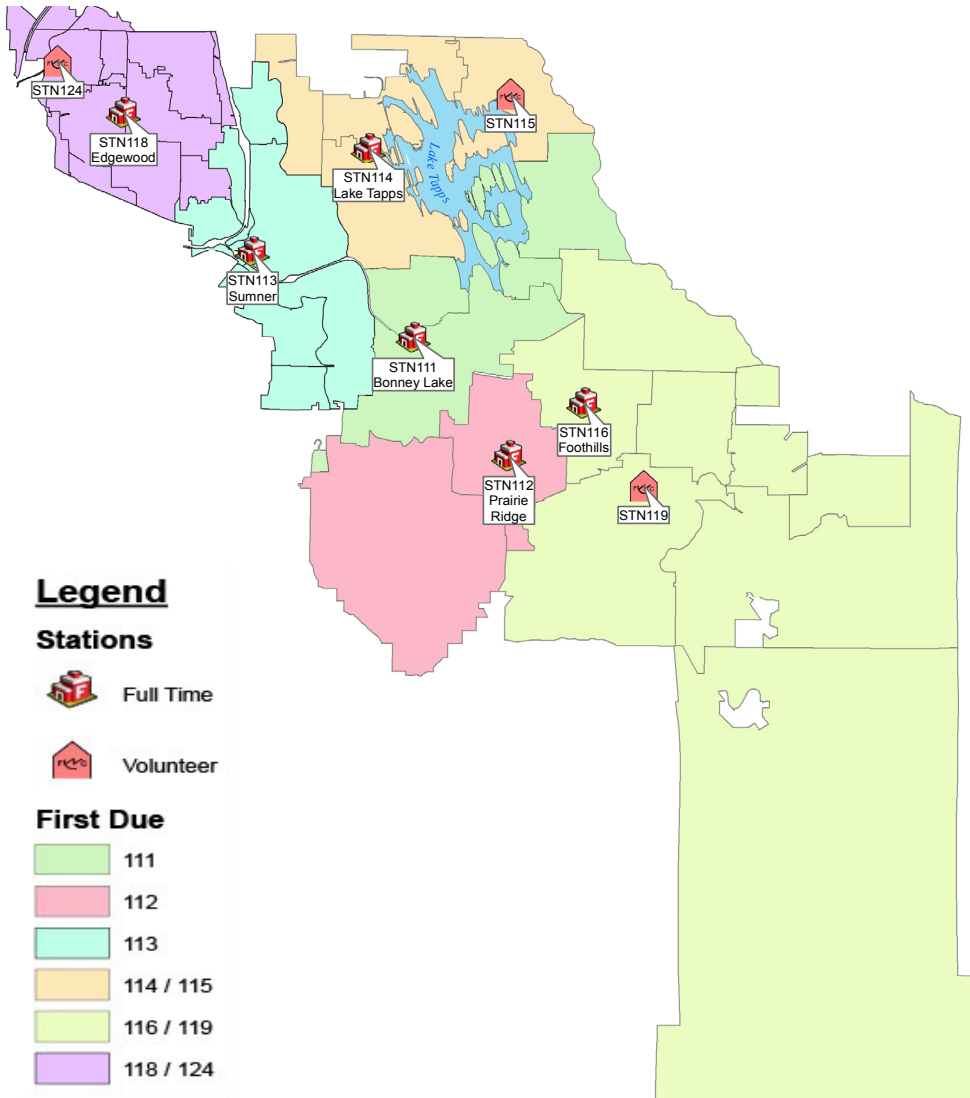 STN124
STN118
Edgewood
STN115
STN114
Lake Tapps
Lake Tapps
STN113
Sumner
STN111
Bonney Lake
STN116
Foothills
STN112
Prairie
Ridge
STN119
Legend
Stations
F Full Time
Volunteer
First Due
111
112
113
114 / 115
116 / 119
118 / 124